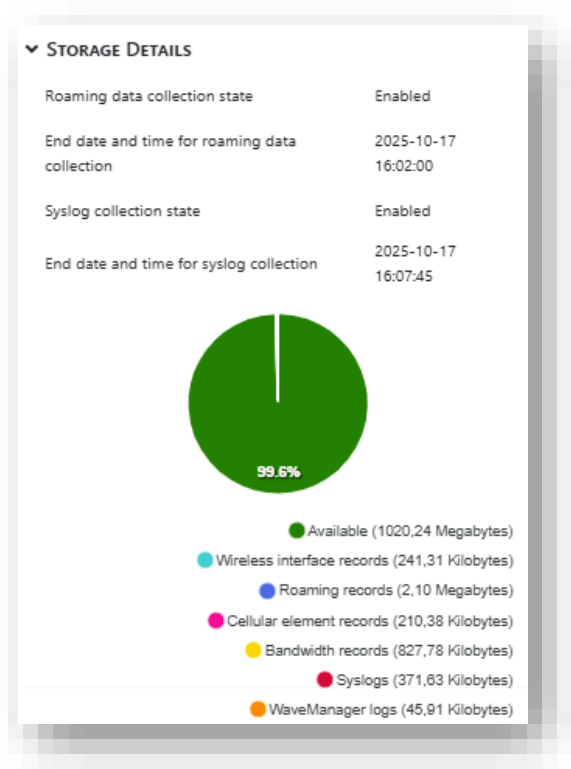 STORAGE DETAILS
Roaming data collection state Enabled
End date and time for roaming data collection 2025-10-17 16:02:00
Syslog collection state Enabled
End date and time for syslog collection 2025-10-17 16:07:45
99.6%
Available (1020,24 Megabytes)
Wireless interface records (241,31 Kilobytes)
Roaming records (2,10 Megabytes)
Cellular element records (210,38 Kilobytes)
Bandwidth records (827,78 Kilobytes)
Syslogs (371,63 Kilobytes)
WaveManager logs (45,91 Kilobytes)